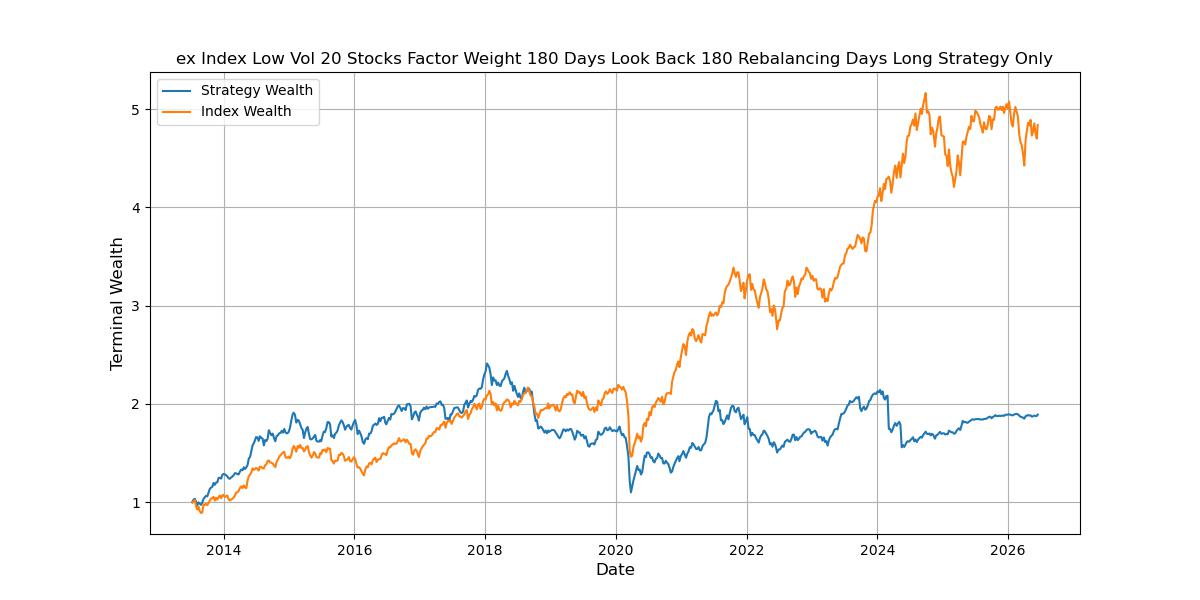 ex Index Low Vol 20 Stocks Factor Weight 180 Days Look Back 180 Rebalancing Days Long Strategy Only
Strategy Wealth
Index Wealth
Terminal Wealth
5
4
3
2
1
2014 2016 2018 2020 2022 2024 2026
Date